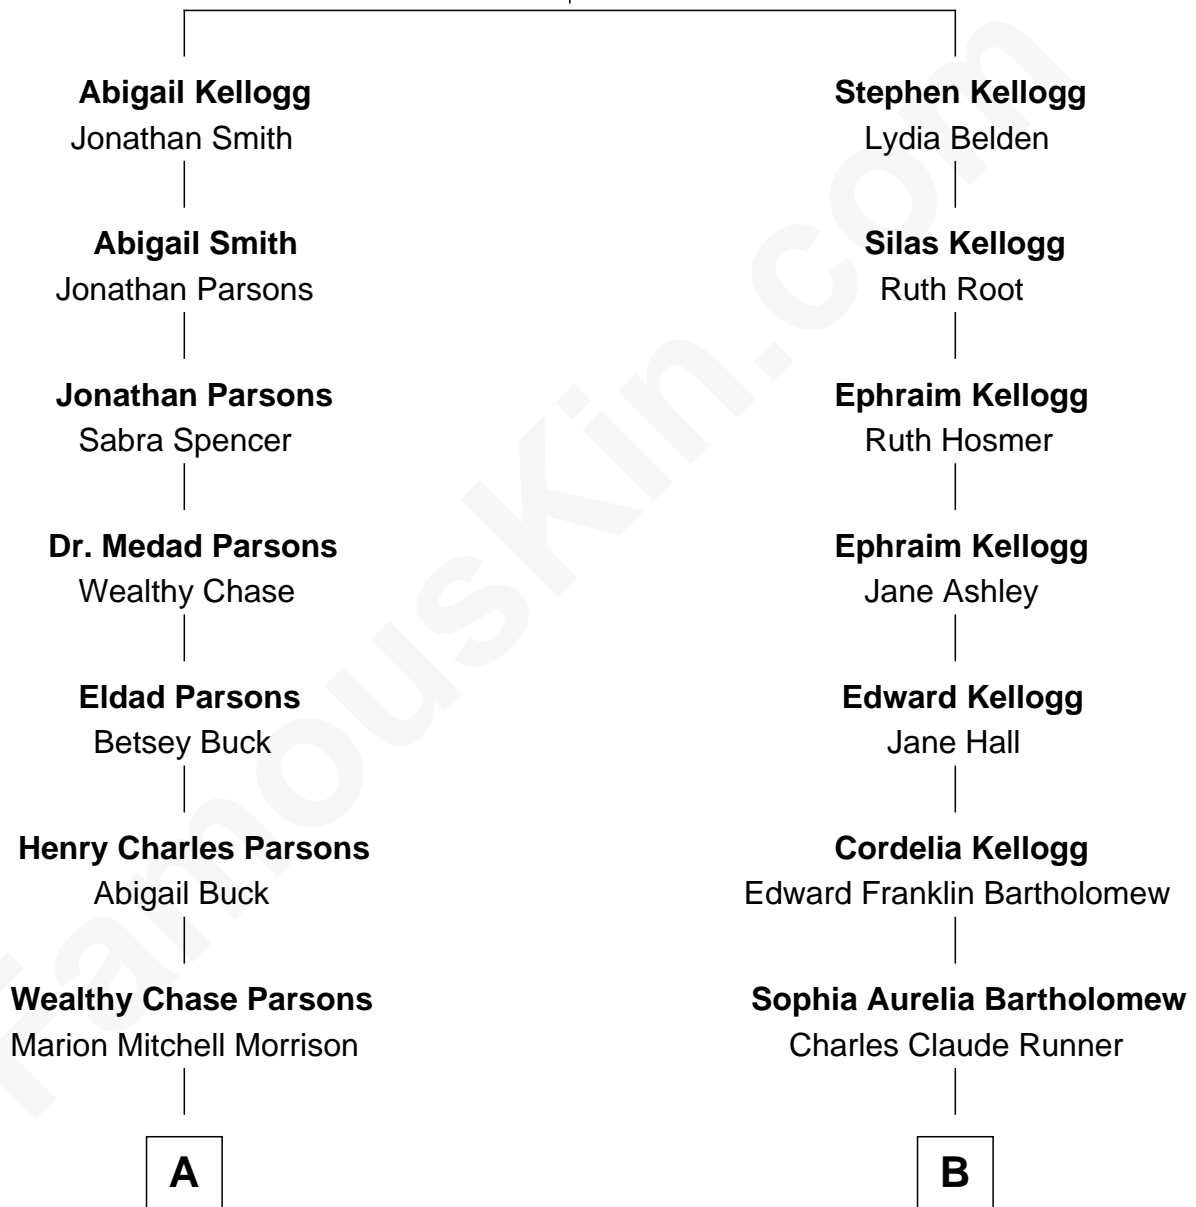 Abigail Kellogg
Jonathan Smith
Abigail Smith
Jonathan Parsons
Jonathan Parsons
Sabra Spencer
Dr. Medad Parsons
Wealthy Chase
Eldad Parsons
Betsey Buck
Henry Charles Parsons
Abigail Buck
Wealthy Chase Parsons
Marion Mitchell Morrison
A
Stephen Kellogg
Lydia Belden
Silas Kellogg
Ruth Root
Ephraim Kellogg
Ruth Hosmer
Ephraim Kellogg
Jane Ashley
Edward Kellogg
Jane Hall
Cordelia Kellogg
Edward Franklin Bartholomew
Sophia Aurelia Bartholomew
Charles Claude Runner
B
FamousKin.com